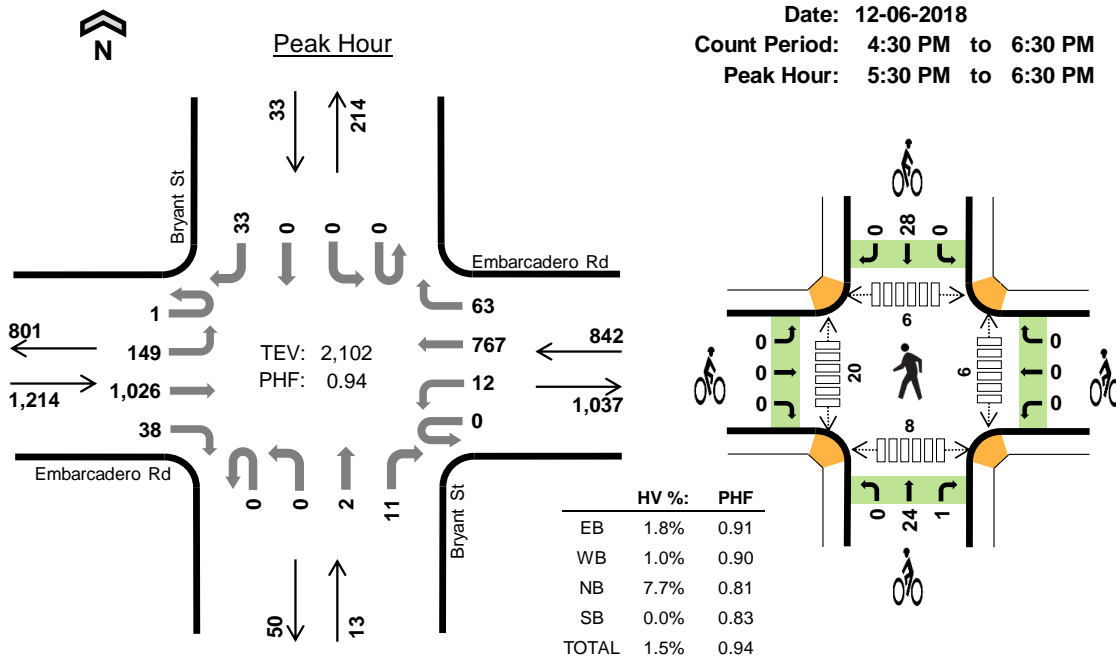 N
Peak Hour
Date: 12-06-2018
Count Period: 4:30 PM to 6:30 PM
Peak Hour: 5:30 PM to 6:30 PM
33
214
Bryant St
33 0 0 0
Embarcadero Rd
1
63
801
149
767
842
TEV: 2,102
PHF: 0.94
1,214
1,026
12
1,037
38
0
Embarcadero Rd
0 0 2 11
Bryant St
50
13
0 28 0
6
0 0 0
20
6
0 0 0
8
0 24 1
HV %: PHF
EB 1.8% 0.91
WB 1.0% 0.90
NB 7.7% 0.81
SB 0.0% 0.83
TOTAL 1.5% 0.94